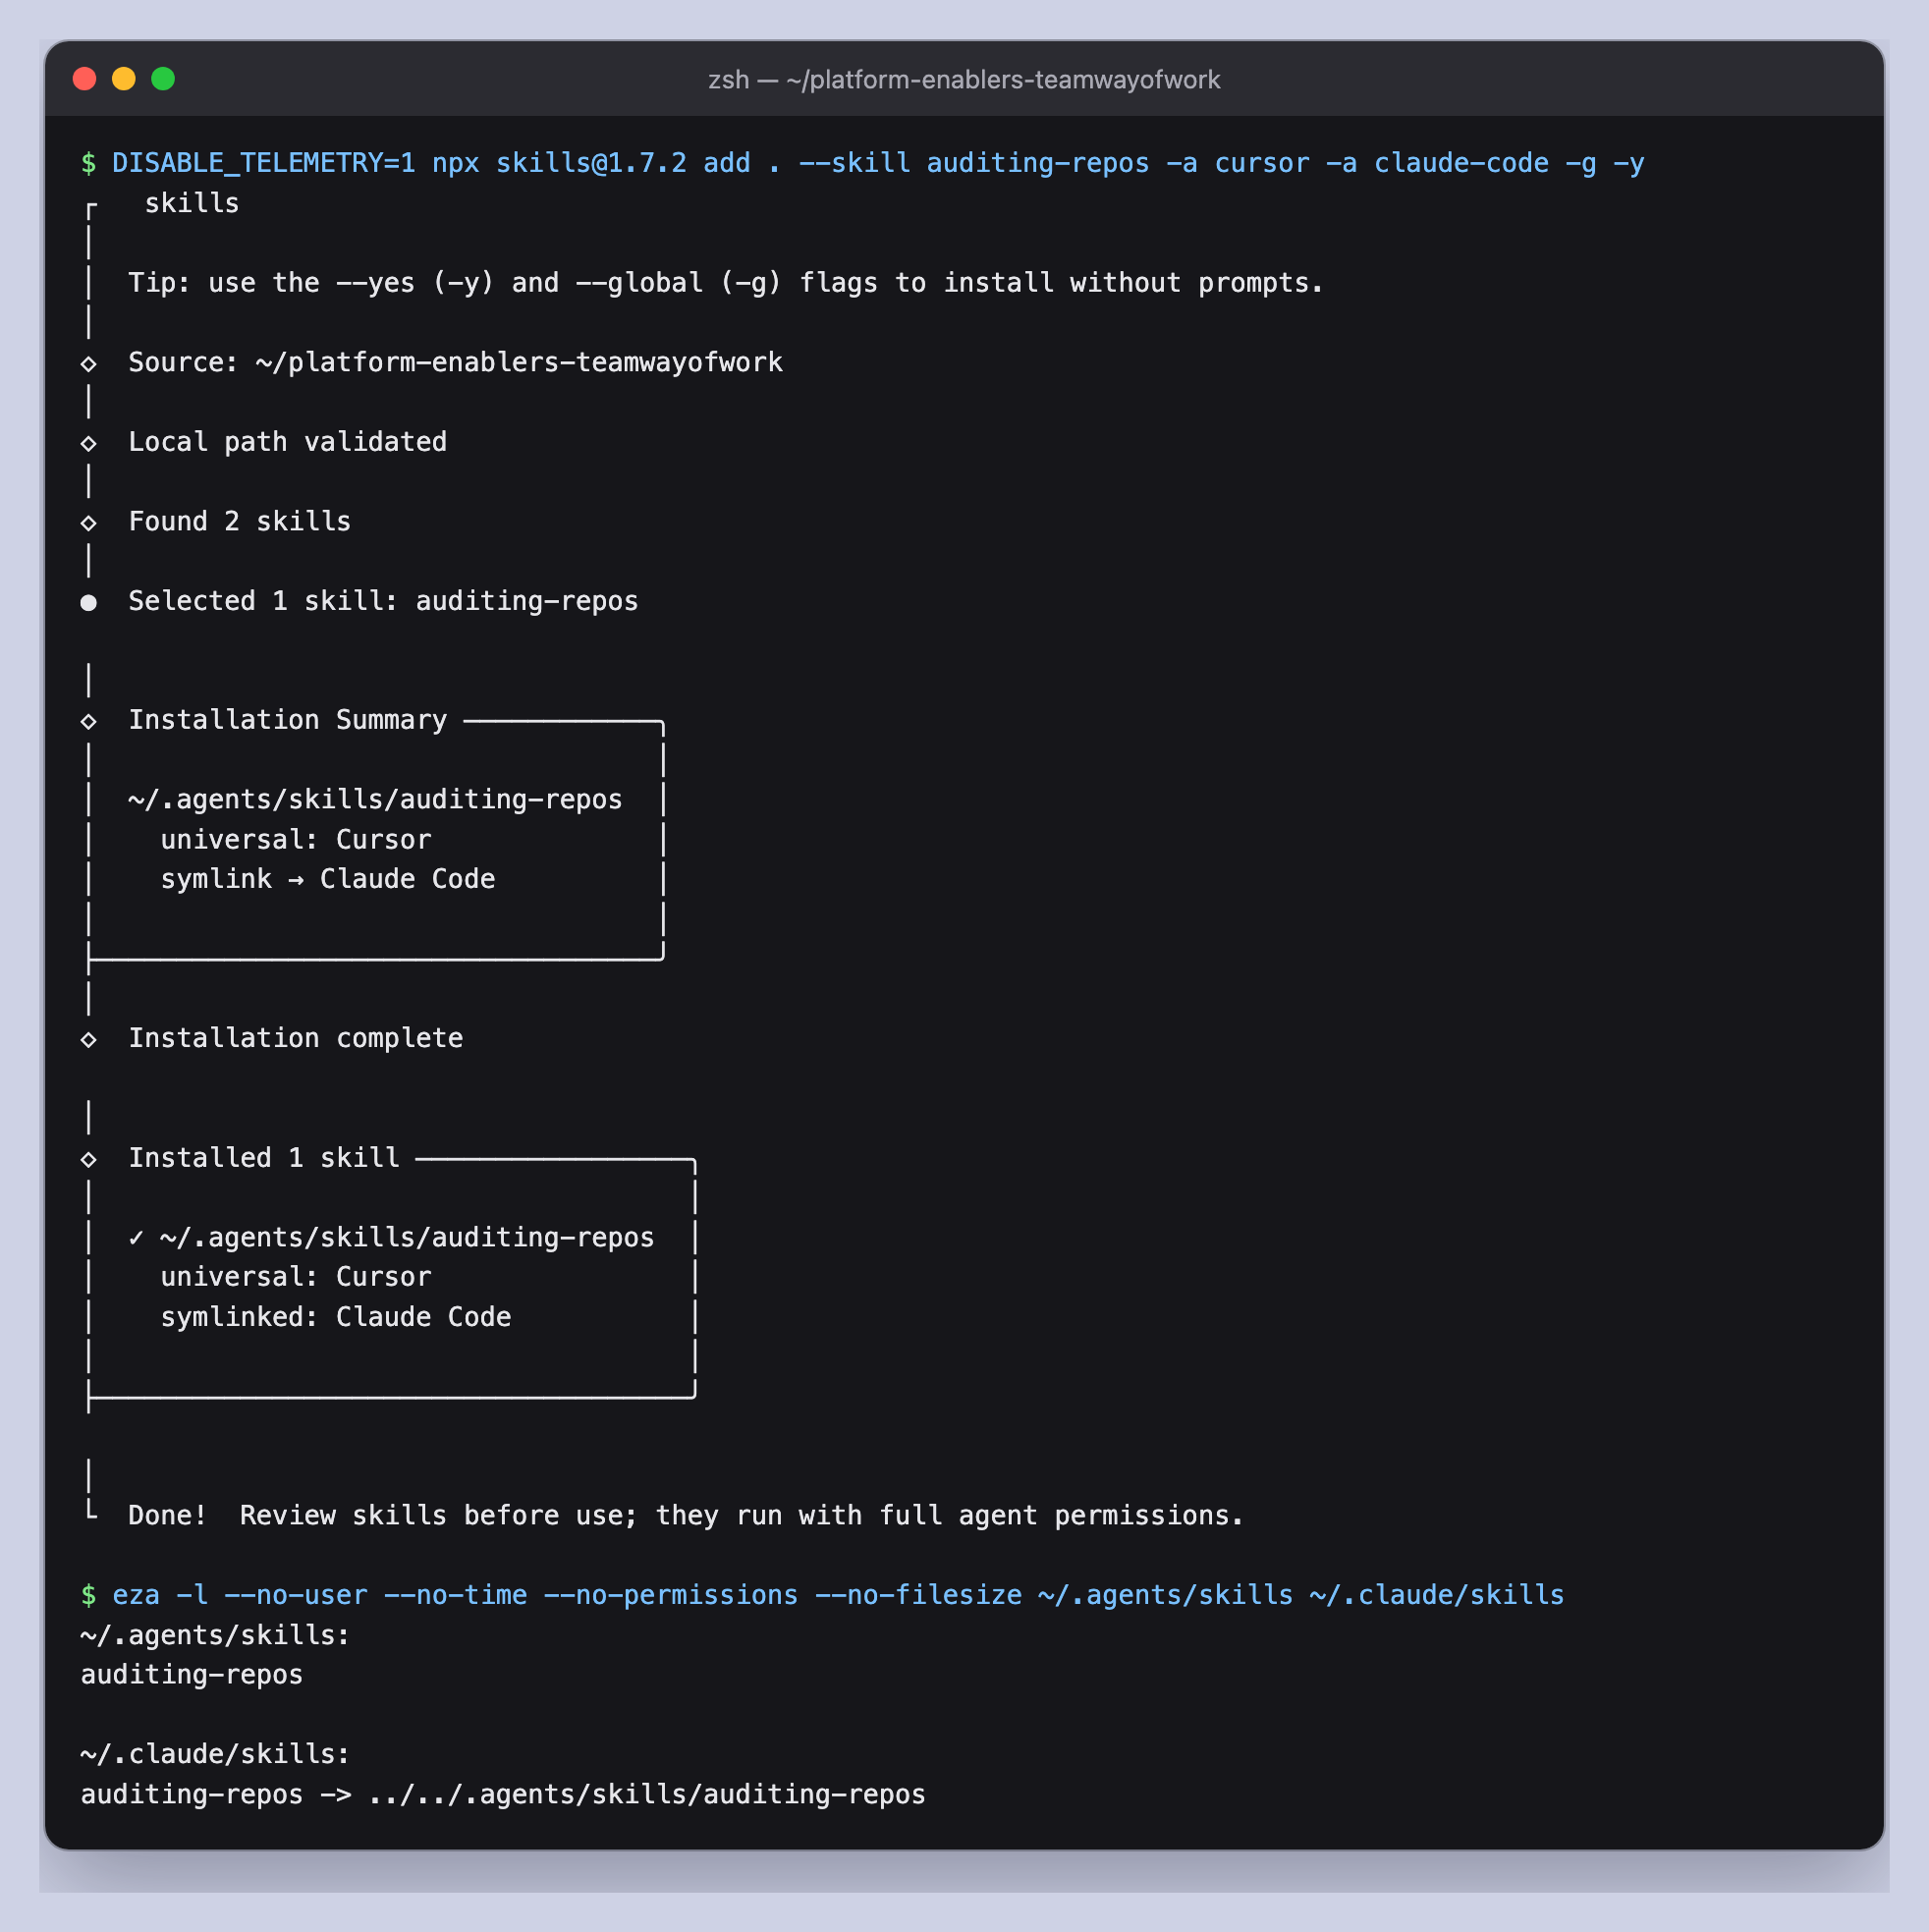 zsh — ~/platform-enablers-teamwayofwork
$ DISABLE_TELEMETRY=1 npx skills@1.7.2 add . --skill auditing-repos -a cursor -a claude-code -g -y
┌   skills
│
│  Tip: use the --yes (-y) and --global (-g) flags to install without prompts.
│
◇  Source: ~/platform-enablers-teamwayofwork
│
◇  Local path validated
│
◇  Found 2 skills
│
●  Selected 1 skill: auditing-repos

│
◇  Installation Summary ────────────╮
│                                   │
│  ~/.agents/skills/auditing-repos  │
│    universal: Cursor              │
│    symlink → Claude Code          │
│                                   │
├───────────────────────────────────╯
│
◇  Installation complete

│
◇  Installed 1 skill ─────────────────╮
│                                     │
│  ✓ ~/.agents/skills/auditing-repos  │
│    universal: Cursor                │
│    symlinked: Claude Code           │
│                                     │
├─────────────────────────────────────╯

│
└  Done!  Review skills before use; they run with full agent permissions.

$ eza -l --no-user --no-time --no-permissions --no-filesize ~/.agents/skills ~/.claude/skills
~/.agents/skills:
auditing-repos

~/.claude/skills:
auditing-repos -> ../../.agents/skills/auditing-repos